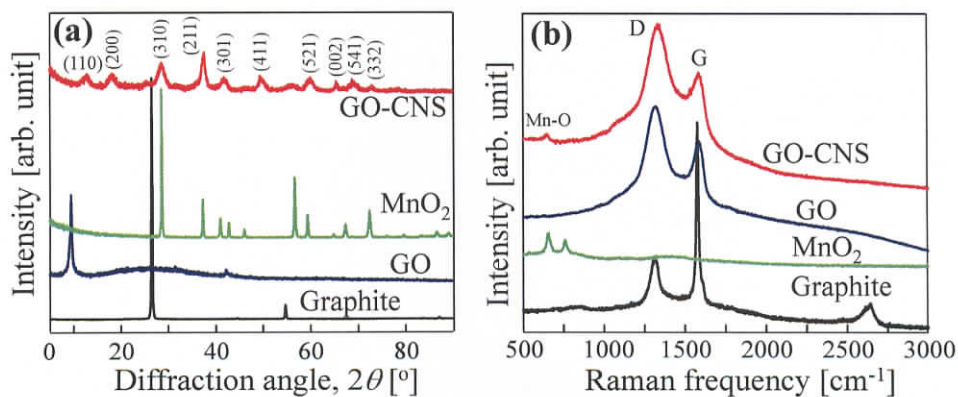 (a)
(110)
(200)
(310)
(211)
(301)
(411)
(521)
(002)
(541)
(332)
GO-CNS
MnO2
GO
Graphite
Intensity [arb. unit]
0 20 40 60 80
Diffraction angle, 2θ [o]
(b)
D
G
Mn-O
GO-CNS
GO
MnO2
Graphite
Intensity [arb. unit]
500 1000 1500 2000 2500 3000
Raman frequency [cm-1]